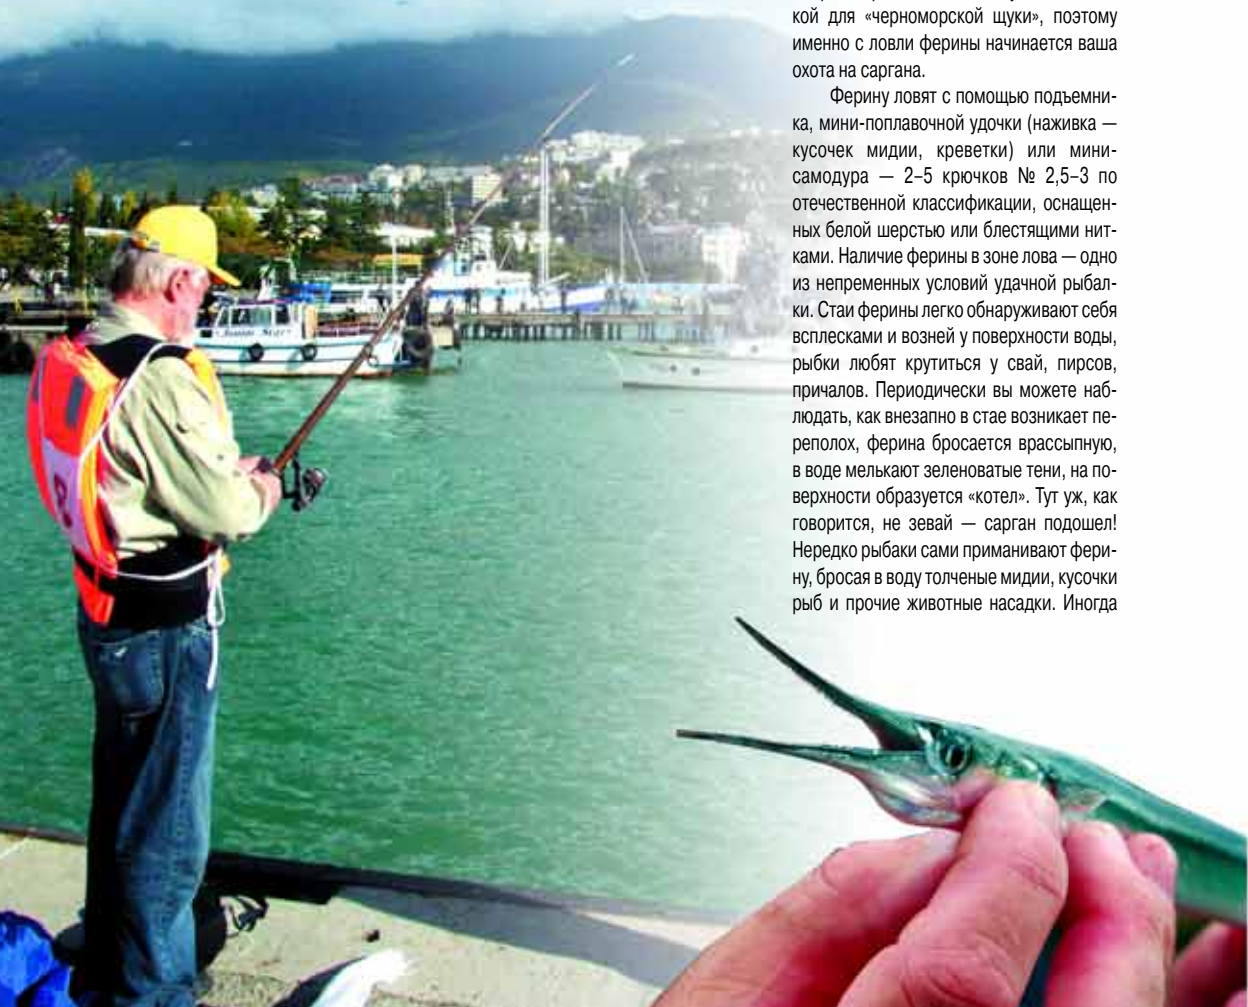 кой для «черноморской щуки», поэтому
именно с ловли ферины начинается ваша
охота на саргана.
Ферину ловят с помощью подъемни-
ка, мини-поплавочной удочки (наживка —
кусочек мидии, креветки) или мини-
самодура — 2–5 крючков № 2,5–3 по
отечественной классификации, оснащен-
ных белой шерстью или блестящими нит-
ками. Наличие ферины в зоне лова — одно
из непременных условий удачной рыбал-
ки. Стаи ферины легко обнаруживают себя
всплесками и возней у поверхности воды,
рыбки любят крутиться у свай, пирсов,
причалов. Периодически вы можете наб-
людать, как внезапно в стае возникает пе-
реполох, ферина бросается врассыпную,
в воде мелькают зеленоватые тени, на по-
верхности образуется «котел». Тут уж, как
говорится, не зевай — сарган подошел!
Нередко рыбаки сами приманивают фери-
ну, бросая в воду толченые мидии, кусочки
рыб и прочие животные насадки. Иногда